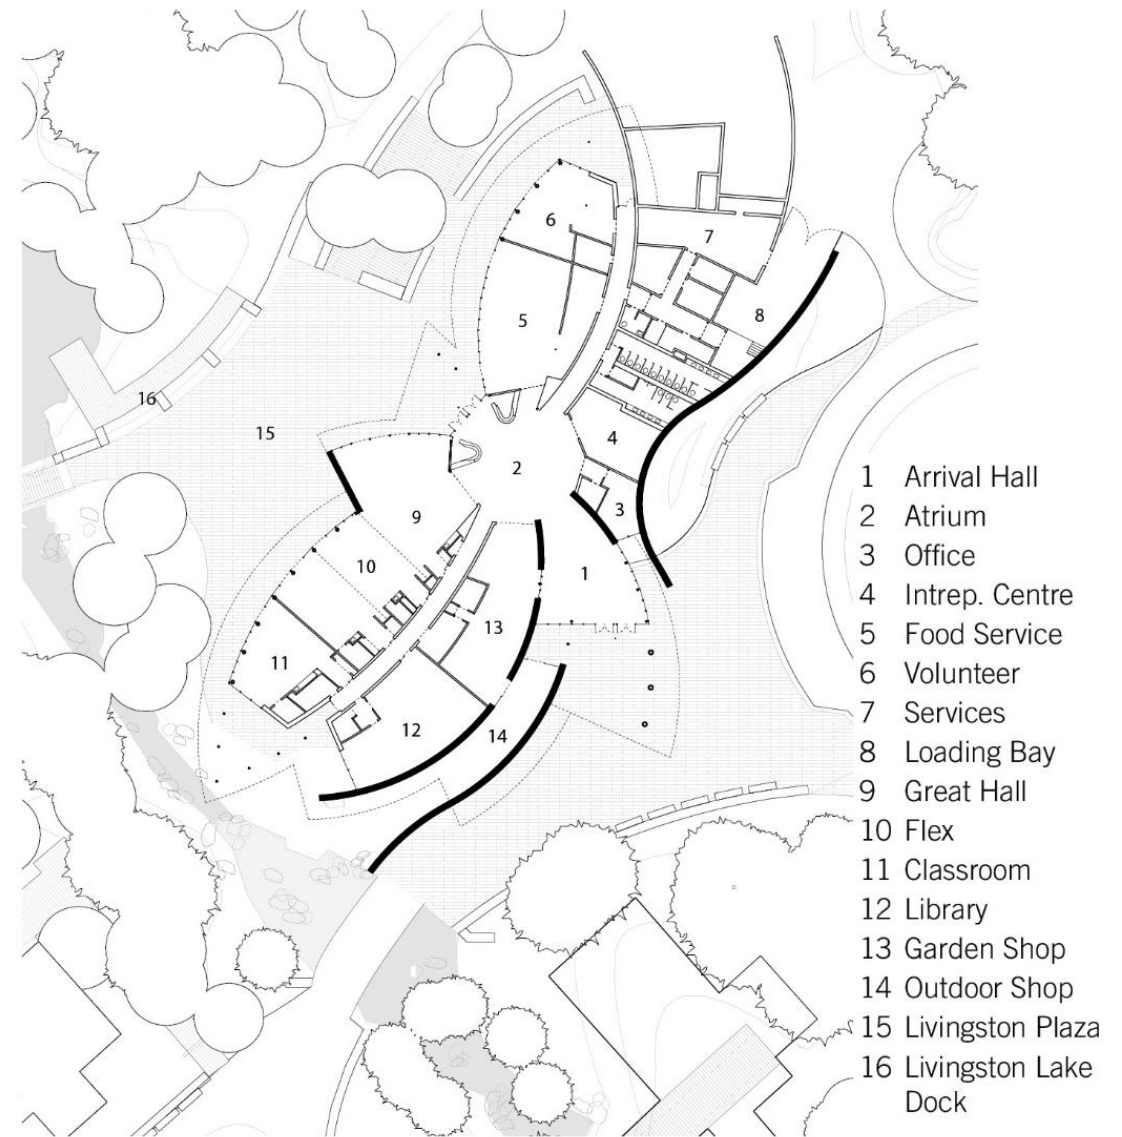 6
7
5
8
16
15
4
2
9
3
10
1
13
11
12
14
1 Arrival Hall
2 Atrium
3 Office
4 Intrep. Centre
5 Food Service
6 Volunteer
7 Services
8 Loading Bay
9 Great Hall
10 Flex
11 Classroom
12 Library
13 Garden Shop
14 Outdoor Shop
15 Livingston Plaza
16 Livingston Lake
Dock